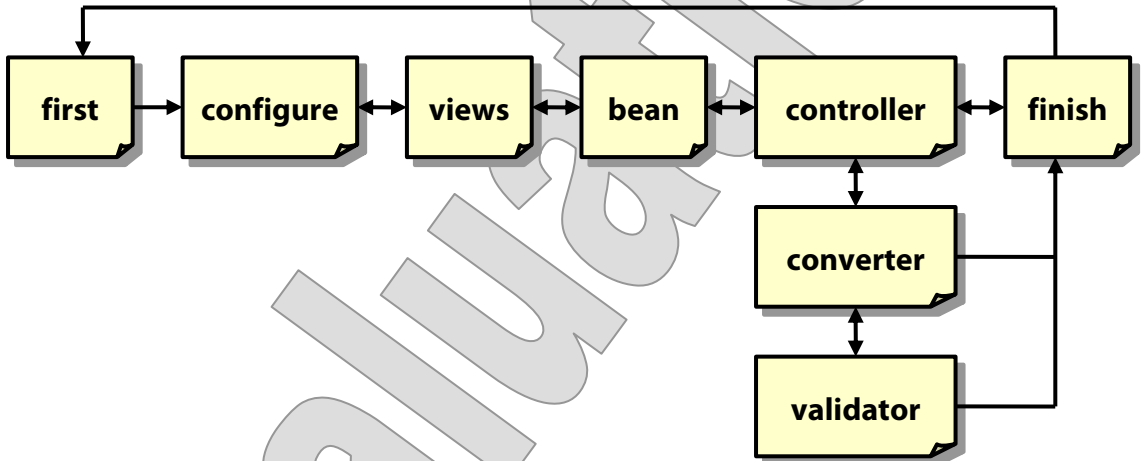 first configure views bean controller finish
converter
validator